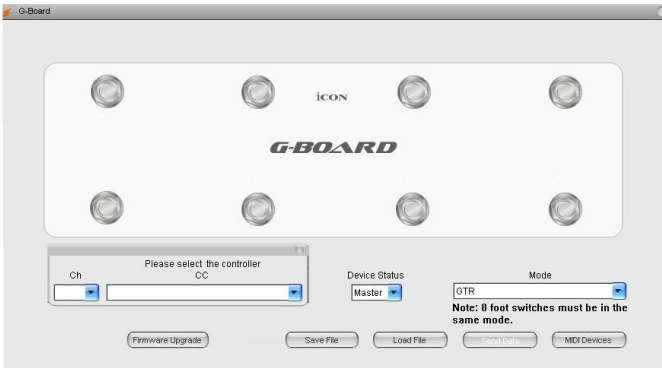 G-Board
iCON
G-BOARD
Please select the controller
Ch
CC
Device Status
Master
Mode
GTR
Note: 8 foot switches must be in the
same mode.
Firmware Upgrade
Save File
Load File
Send Data
MIDI Devices